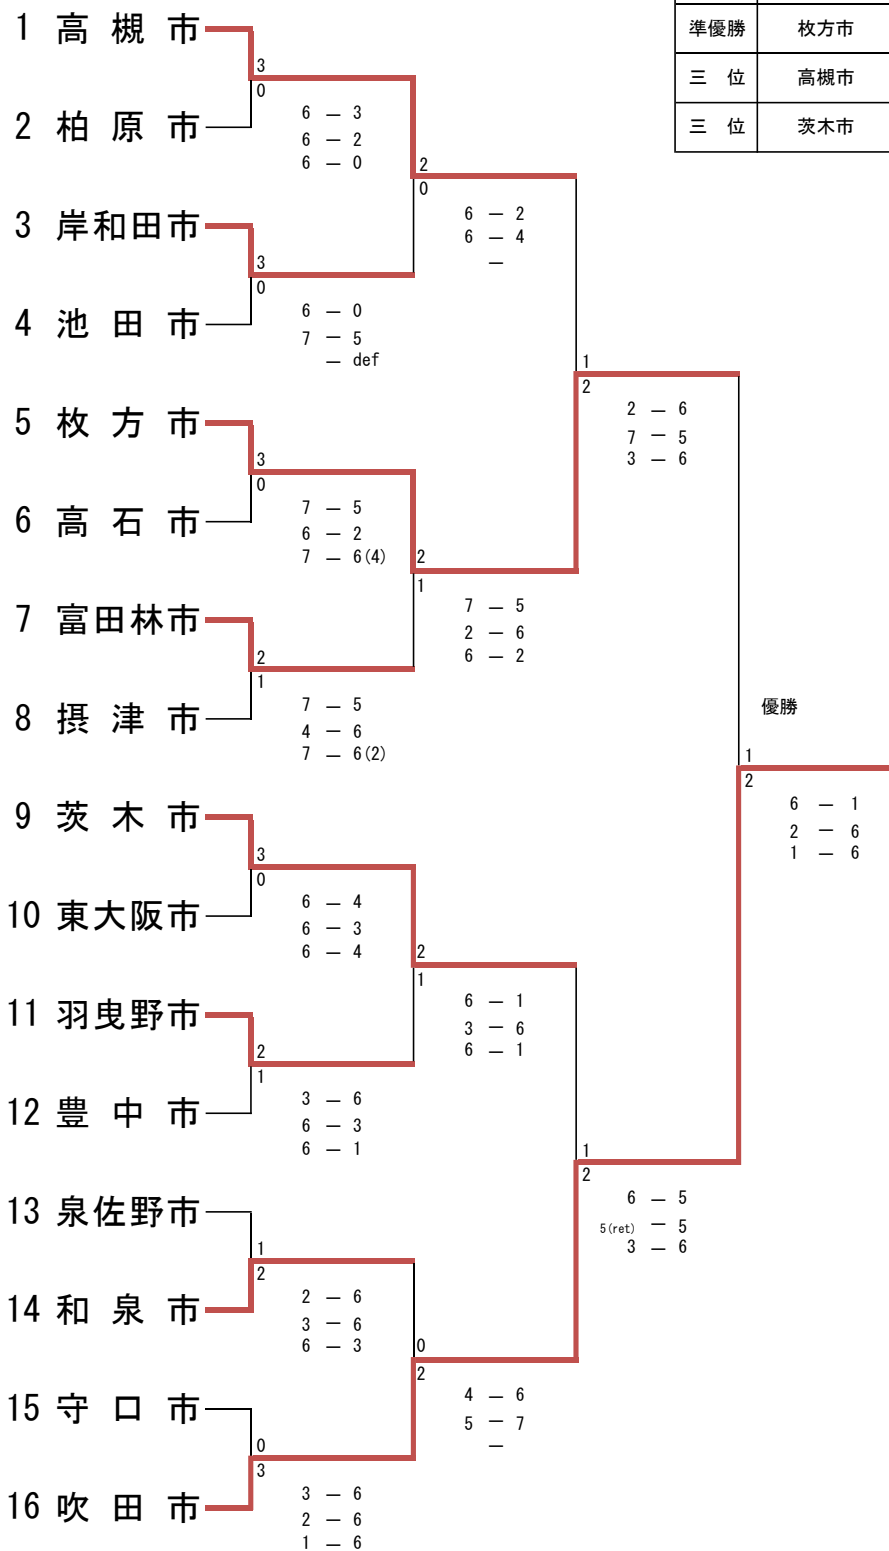 準優勝 枚方市
三 位 高槻市
三 位 茨木市
1 高槻市
3
0
2 柏原市
6 — 3
6 — 2
6 — 0
2
0
3 岸和田市
6 — 2
6 — 4
—
3
0
4 池田市
6 — 0
7 — 5
— def
1
2
5 枚方市
2 — 6
7 — 5
3 — 6
3
0
6 高石市
7 — 5
6 — 2
7 — 6(4)
2
1
7 富田林市
7 — 5
2 — 6
6 — 2
2
1
8 摂津市
7 — 5
4 — 6
7 — 6(2)
優勝
1
2
9 茨木市
6 — 1
2 — 6
1 — 6
3
0
10 東大阪市
6 — 4
6 — 3
6 — 4
2
1
11 羽曳野市
6 — 1
3 — 6
6 — 1
2
1
12 豊中市
3 — 6
6 — 3
6 — 1
1
2
13 泉佐野市
6 — 5
5(ret) — 5
3 — 6
1
2
14 和泉市
2 — 6
3 — 6
6 — 3
0
2
15 守口市
4 — 6
5 — 7
—
0
3
16 吹田市
3 — 6
2 — 6
1 — 6